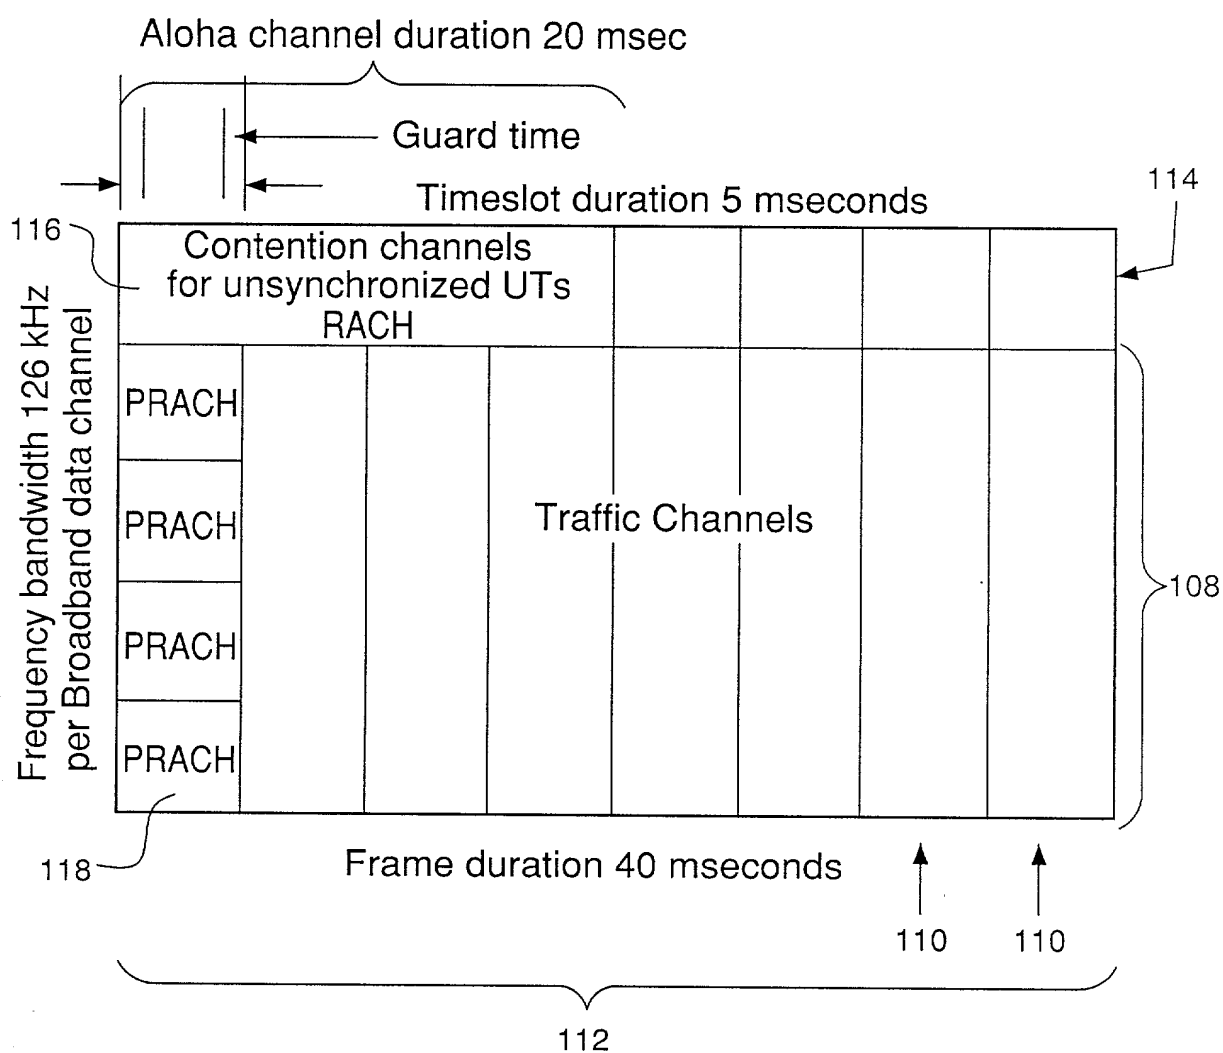 Aloha channel duration 20 msec
Guard time
Timeslot duration 5 mseconds
114
116
Contention channels
for unsynchronized UTs
RACH
Frequency bandwidth 126 kHz
per Broadband data channel
PRACH
PRACH
Traffic Channels
108
PRACH
PRACH
118
Frame duration 40 mseconds
110
110
112